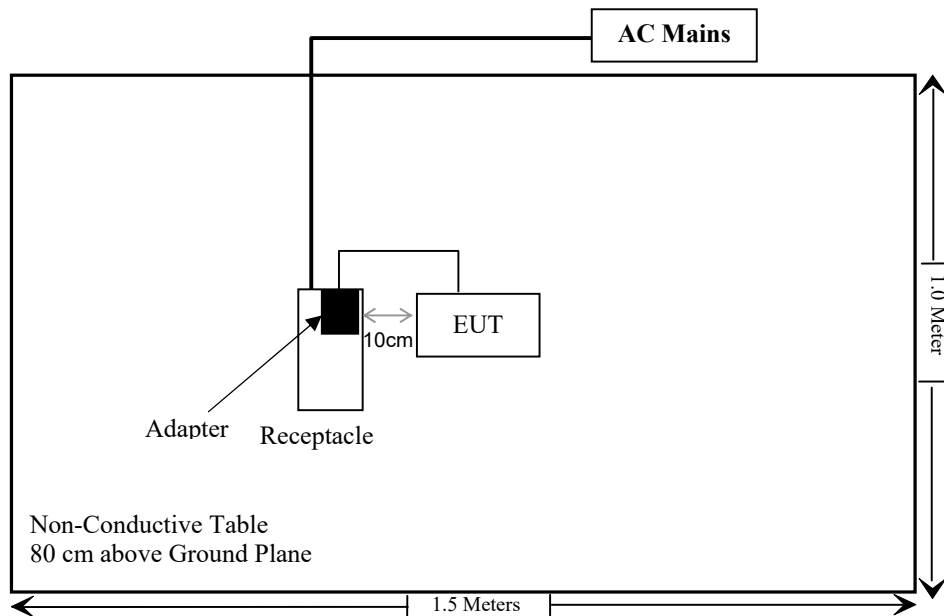 AC Mains
EUT
10cm
1.0 Meter
Adapter
Receptacle
Non-Conductive Table
80 cm above Ground Plane
1.5 Meters